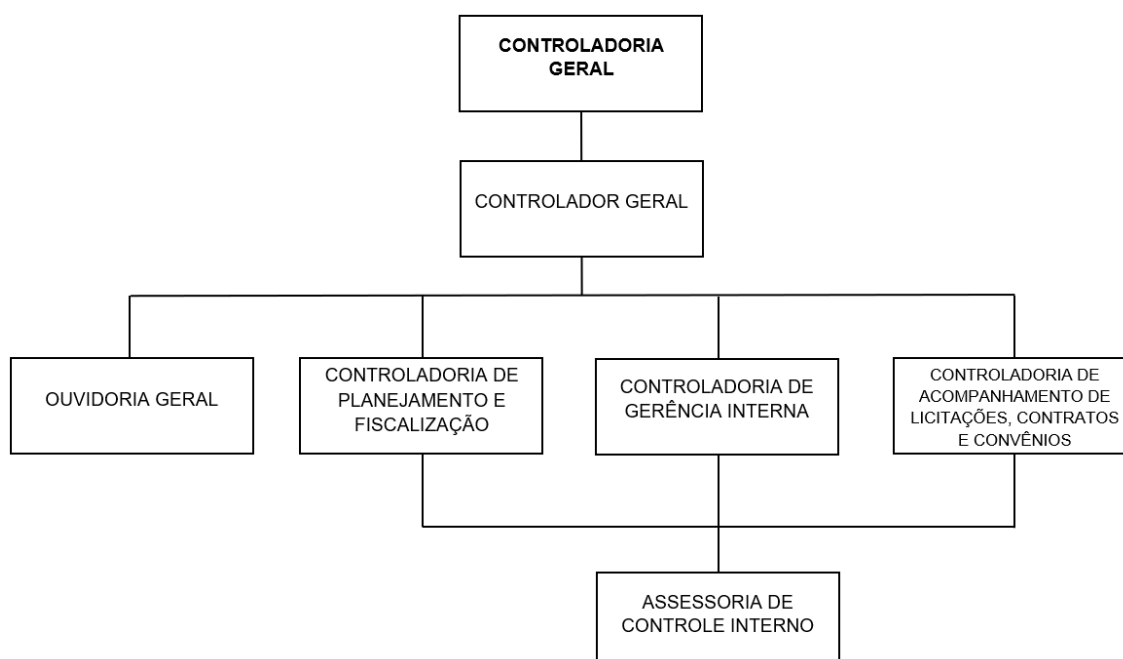 CONTROLADORIA
GERAL
CONTROLADOR GERAL
OUVIDORIA GERAL
CONTROLADORIA DE
PLANEJAMENTO E
FISCALIZAÇÃO
CONTROLADORIA DE
GERÊNCIA INTERNA
CONTROLADORIA DE
ACOMPANHAMENTO DE
LICITAÇÕES, CONTRATOS
E CONVÊNIOS
ASSESSORIA DE
CONTROLE INTERNO